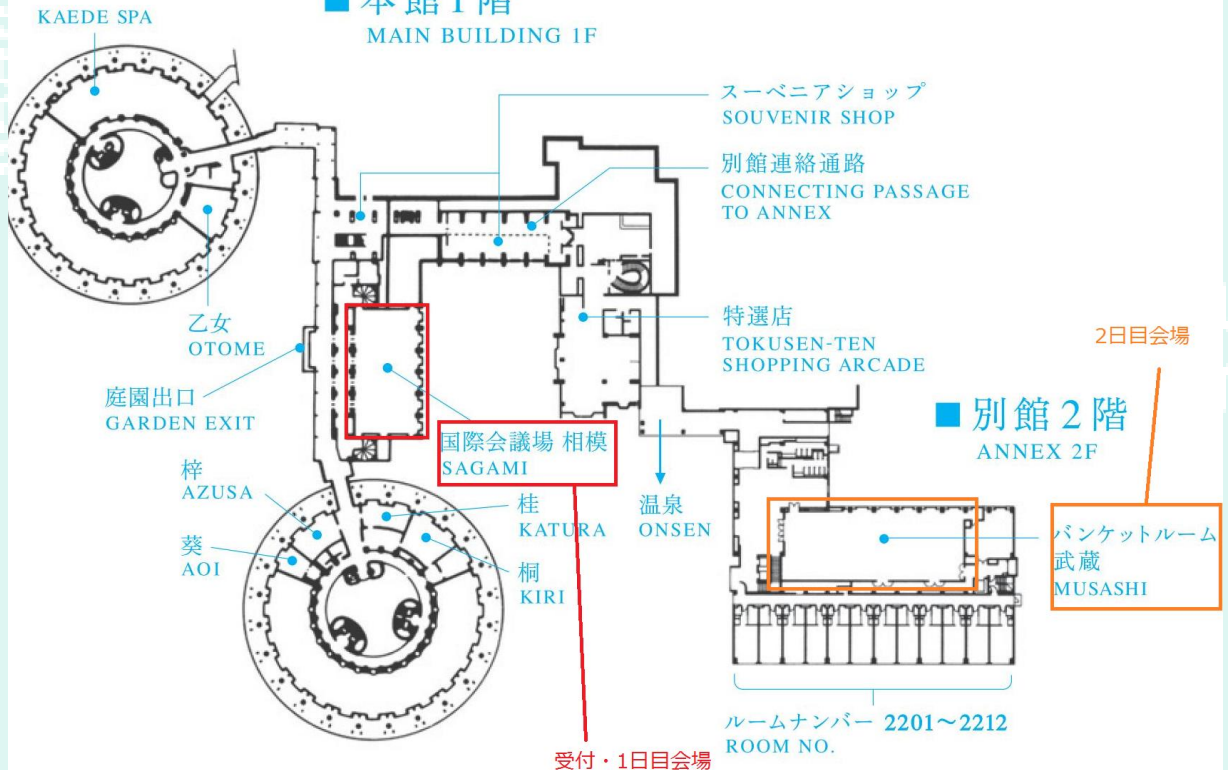 KAEDE SPA
■ 本館1階
MAIN BUILDING 1F
スーベニアショップ
SOUVENIR SHOP
別館連絡通路
CONNECTING PASSAGE
TO ANNEX
乙女
OTOME
特選店
TOKUSEN-TEN
SHOPPING ARCADE
2日目会場
庭園出口
GARDEN EXIT
■ 別館2階
ANNEX 2F
国際会議場 相模
SAGAMI
梓
AZUSA
桂
KATURA
温泉
ONSEN
バンケットルーム
武蔵
MUSASHI
葵
AOI
桐
KIRI
ルームナンバー 2201〜2212
ROOM NO.
受付・1日目会場